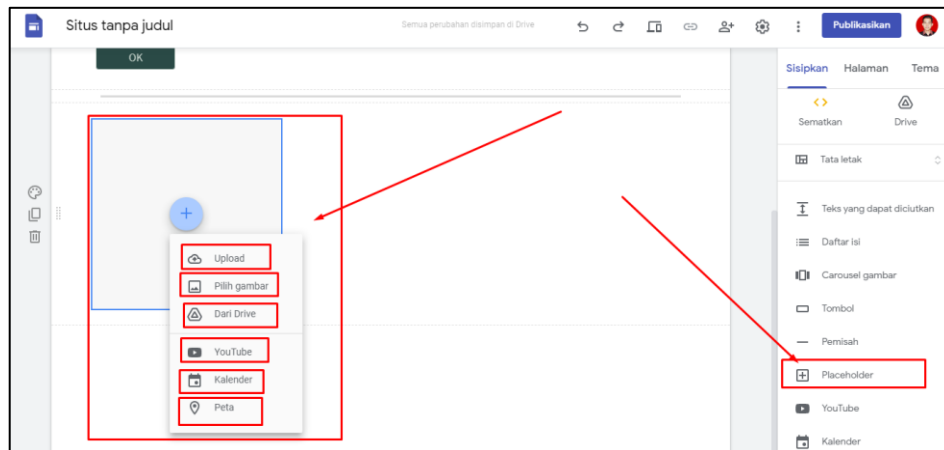 Situs tanpa judul
Semua perubahan disimpan di Drive
Publikasikan
OK
Upload
Pilih gambar
Dari Drive
YouTube
Kalender
Peta
Sisipkan Halaman Tema
Sematkan Drive
Tata letak
Teks yang dapat diciutkan
Daftar isi
Carousel gambar
Tombol
Pemisah
Placeholder
YouTube
Kalender